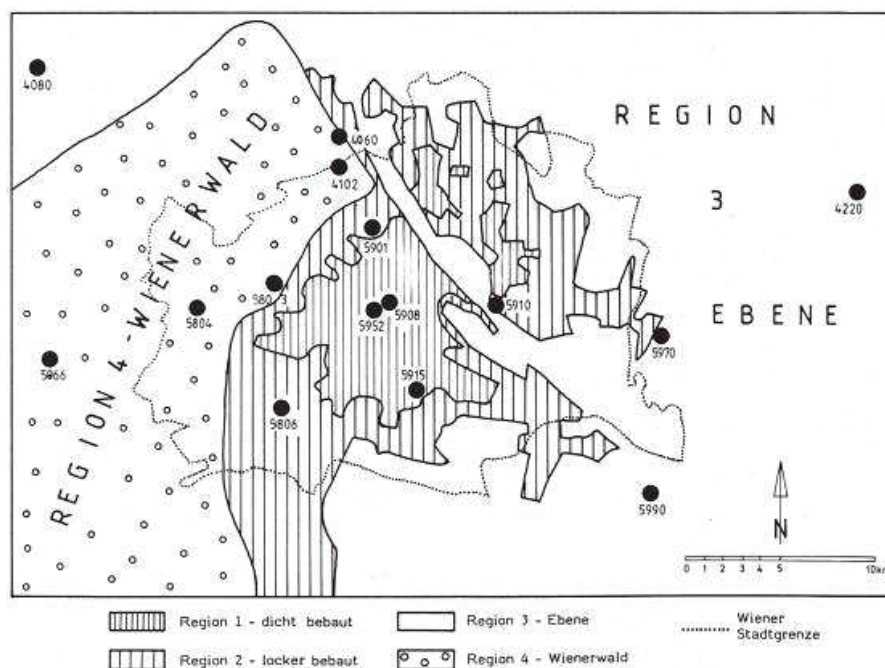 4080
REGION 4-WIENERWALD
REGION
3
EBENE
4060
4102
4220
5901
5804
5952
5908
5910
5970
5966
5915
5806
5990
N
0 1 2 3 4 5 10km
Region 1 - dicht bebaut
Region 3 - Ebene
Wiener
Stadtgrenze
Region 2 - locker bebaut
Region 4 - Wienerwald